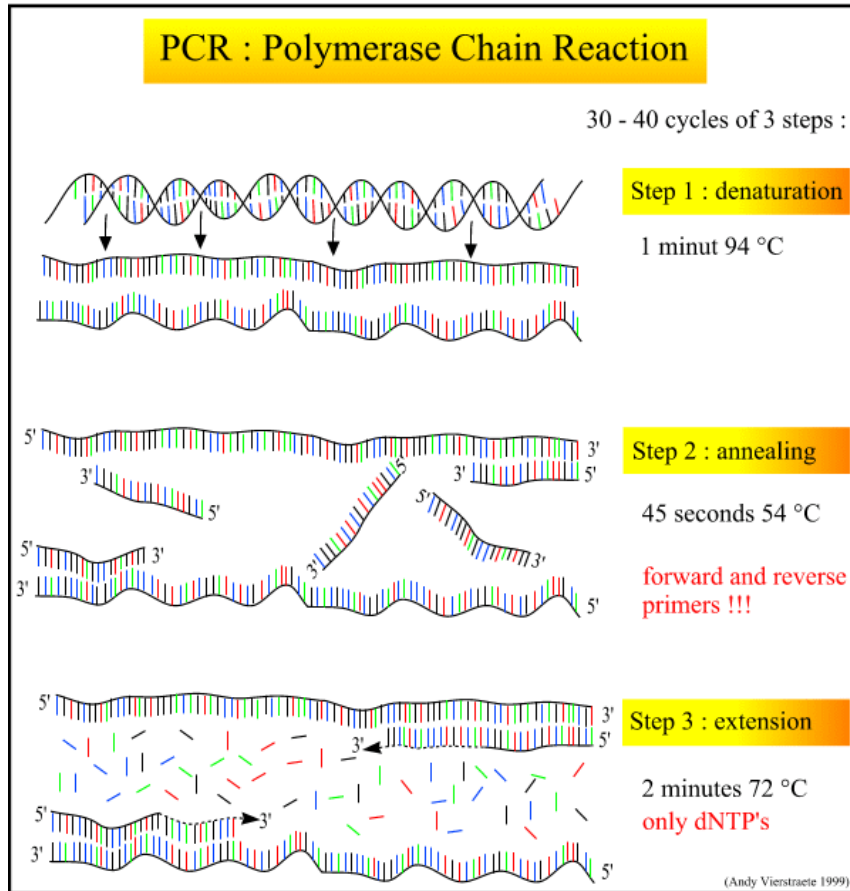 PCR : Polymerase Chain Reaction
30 - 40 cycles of 3 steps :
Step 1 : denaturation
1 minut 94 °C
5'
3'
3'
5'
5'
3'
5'
Step 2 : annealing
45 seconds 54 °C
5'
5'
3'
3'
3'
5'
forward and reverse
primers !!!
5'
3'
3'
5'
Step 3 : extension
2 minutes 72 °C
only dNTP's
5'
3'
3'
5'
(Andy Vierstraete 1999)